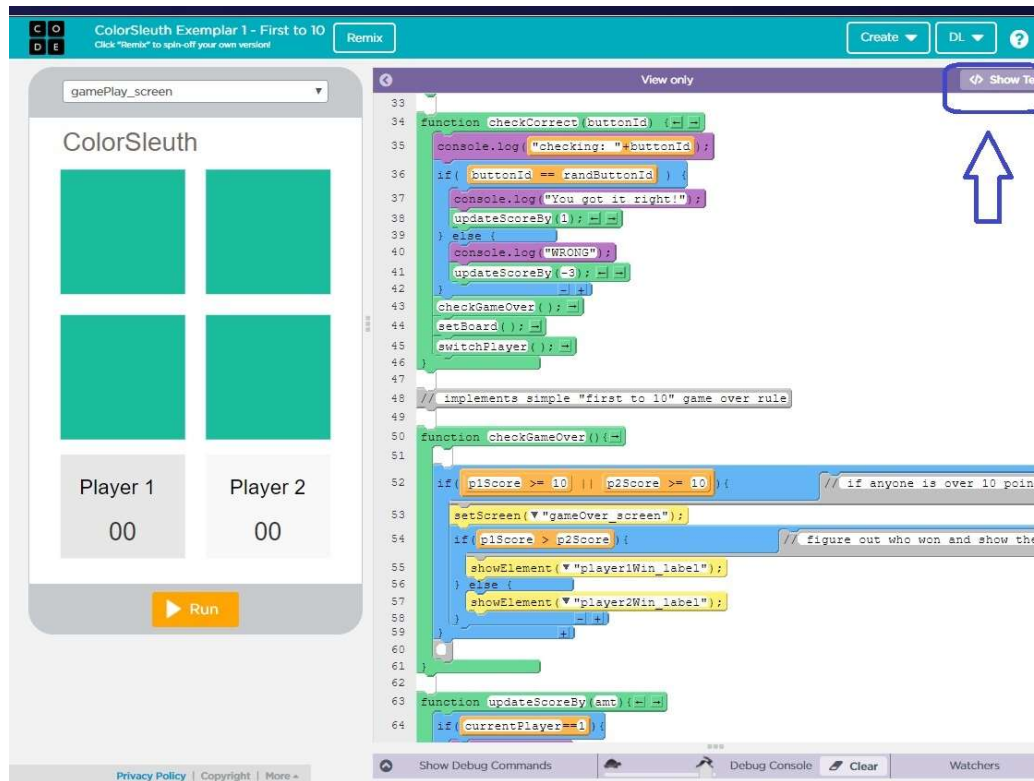 C O
D E
ColorSleuth Exemplar 1 - First to 10
Click "Remix" to spin-off your own version!
Remix
Create
DL
?
gamePlay_screen
ColorSleuth
Player 1
00
Player 2
00
Run
Privacy Policy | Copyright | More
View only
</> Show Te
33
34 function checkCorrect(buttonId) {
35 console.log("checking: "+buttonId);
36 if( buttonId == randButtonId ) {
37 console.log("You got it right!");
38 updateScoreBy(1);
39 } else {
40 console.log("WRONG");
41 updateScoreBy(-3);
42 }
43 checkGameOver();
44 setBoard();
45 switchPlayer();
46 }
47
48 // implements simple "first to 10" game over rule
49
50 function checkGameOver(){
51
52 if( p1Score >= 10 || p2Score >= 10 ){ // if anyone is over 10 poin
53 setScreen("gameOver_screen");
54 if(p1Score > p2Score){ // figure out who won and show the
55 showElement("player1Win_label");
56 } else {
57 showElement("player2Win_label");
58 }
59 }
60
61 }
62
63 function updateScoreBy(amt){
64 if(currentPlayer==1){
Show Debug Commands
Debug Console
Clear
Watchers